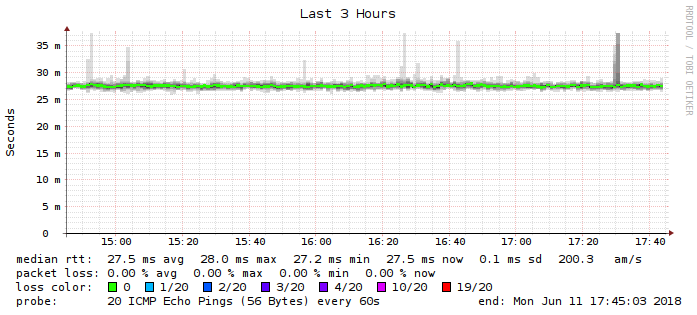 Last 3 Hours
RRDTOOL / TOBI OETIKER
Seconds
35 m
30 m
25 m
20 m
15 m
10 m
5 m
0
15:00 15:20 15:40 16:00 16:20 16:40 17:00 17:20 17:40
median rtt: 27.5 ms avg 28.0 ms max 27.2 ms min 27.5 ms now 0.1 ms sd 200.3 am/s
packet loss: 0.00 % avg 0.00 % max 0.00 % min 0.00 % now
loss color: 0 1/20 2/20 3/20 4/20 10/20 19/20
probe: 20 ICMP Echo Pings (56 Bytes) every 60s end: Mon Jun 11 17:45:03 2018